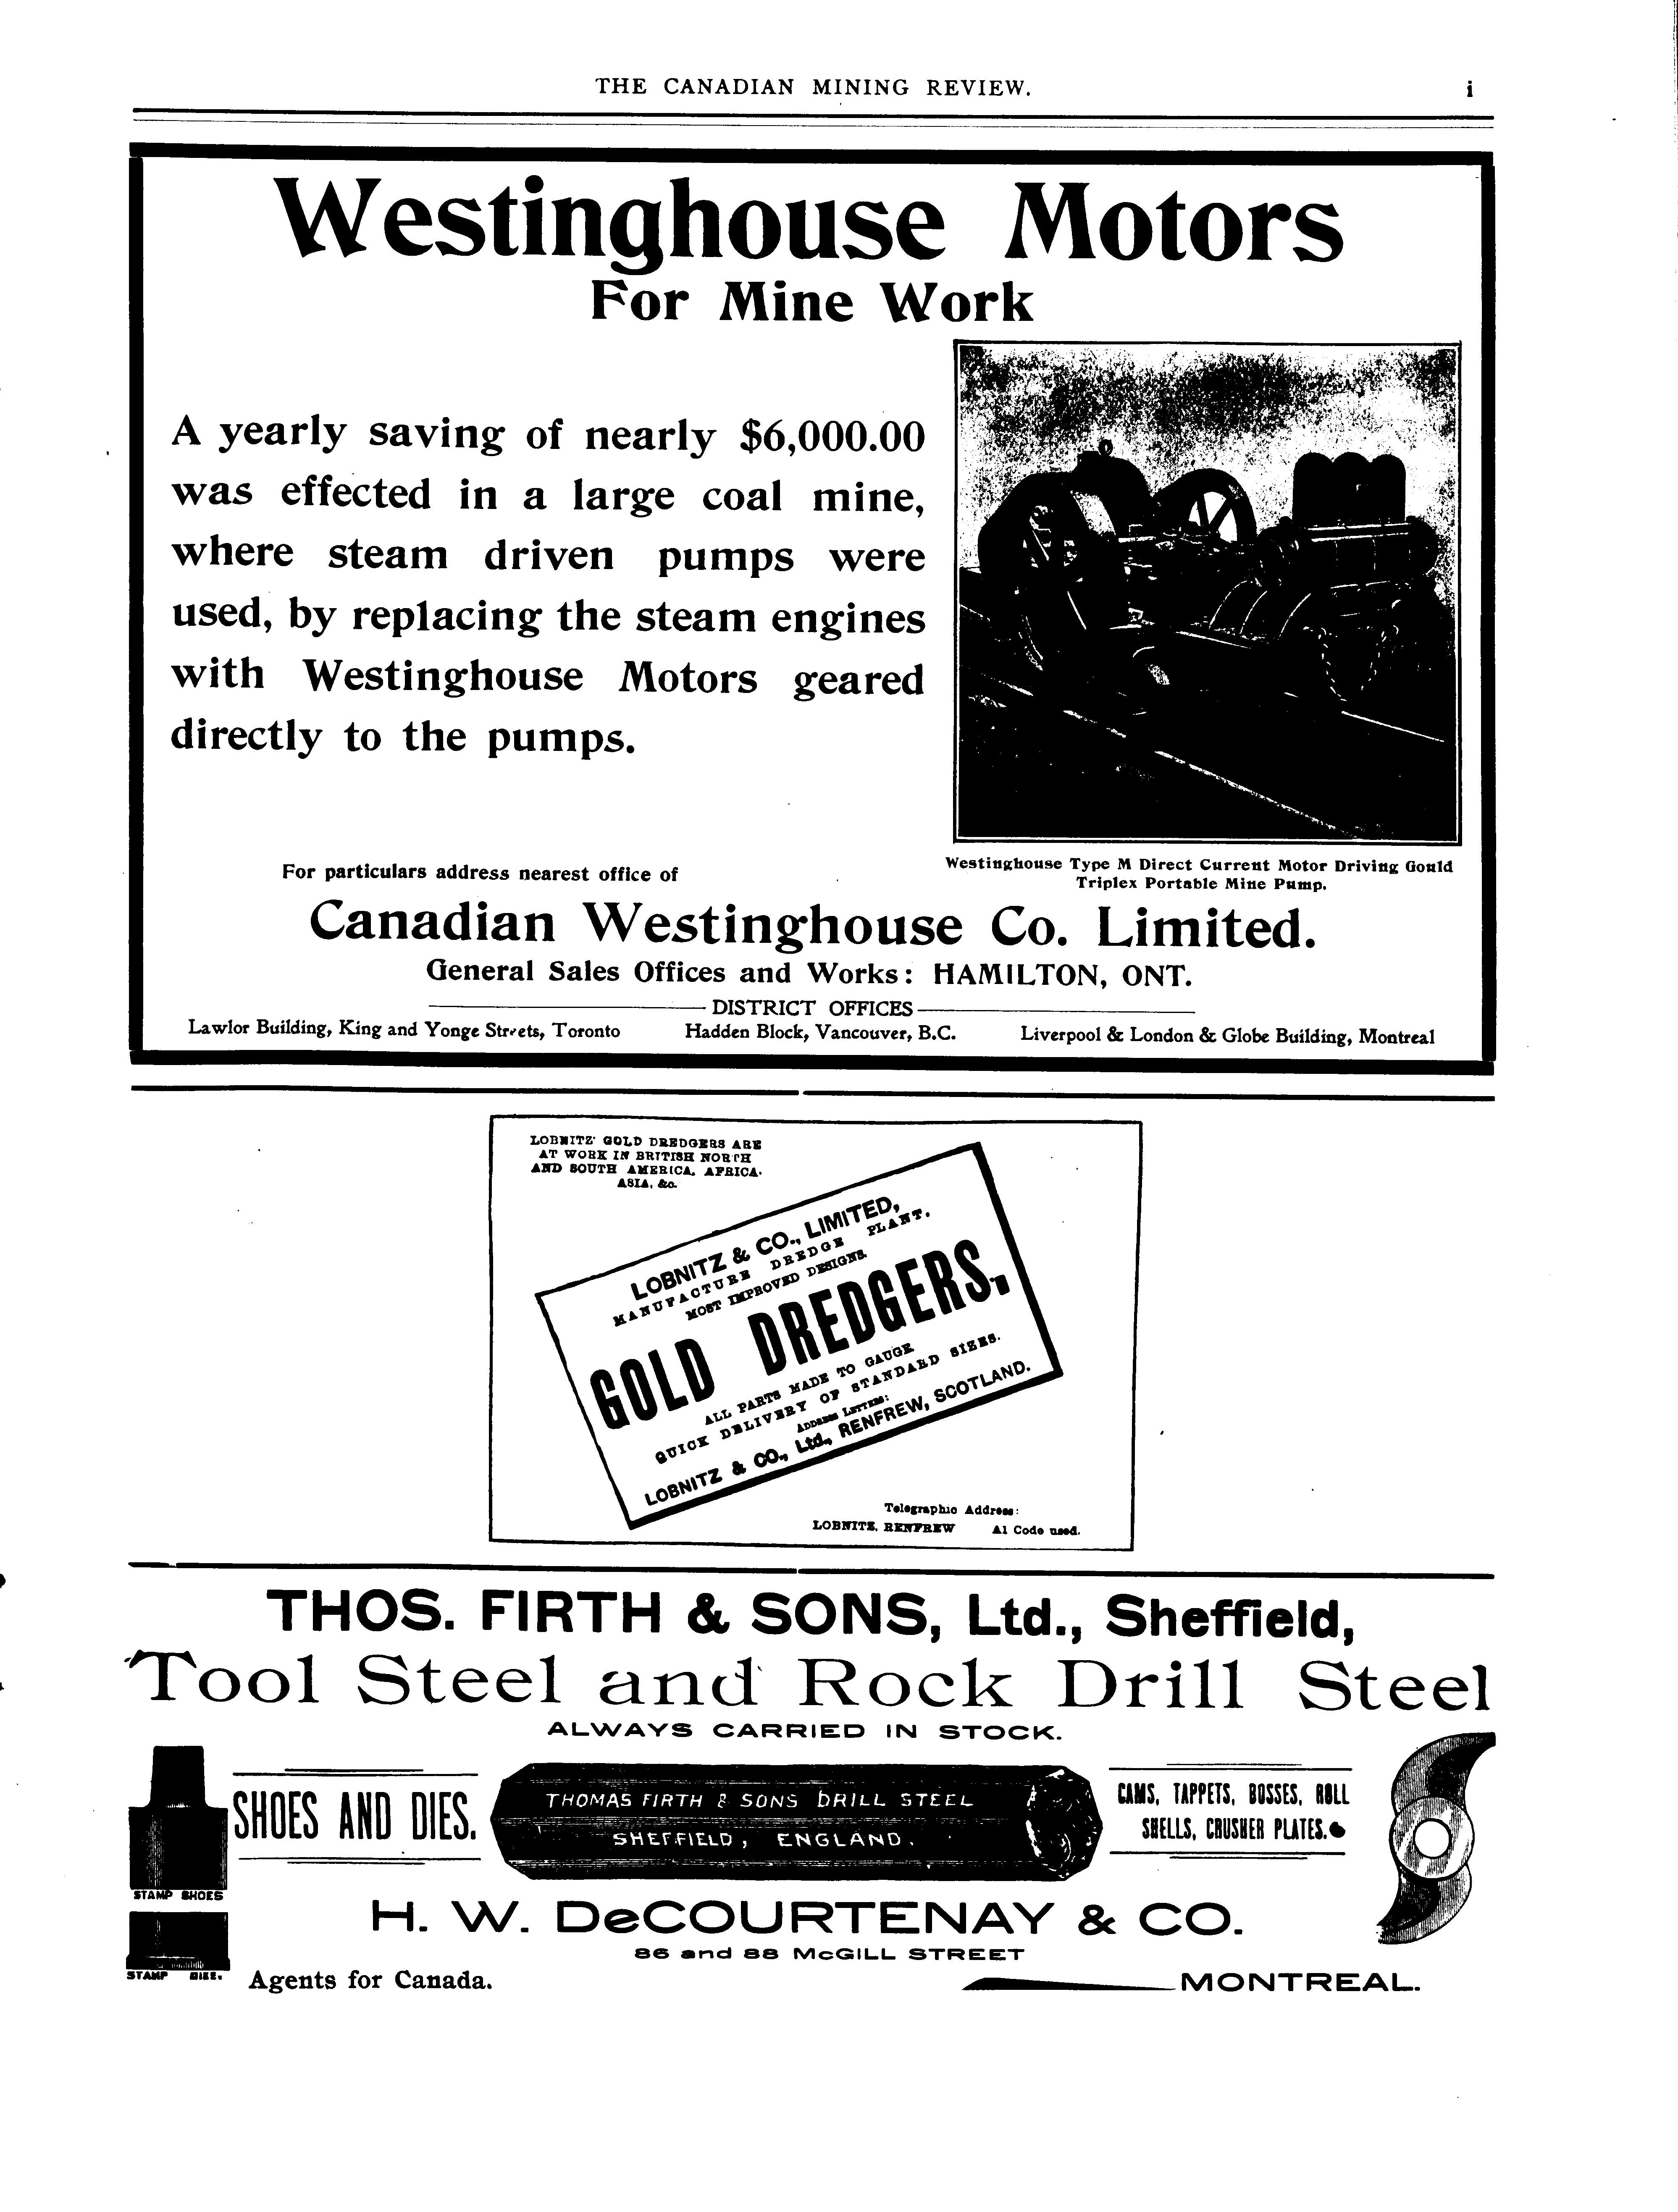 THE CANADIAN MINING REVIEW.
i
Westinghouse Motors
For Mine Work
A yearly saving of nearly $6,000.00
was effected in a large coal mine,
where steam driven pumps were
used, by replacing the steam engines
with Westinghouse Motors geared
directly to the pumps.
Westinghouse Type M Direct Current Motor Driving Gould
Triplex Portable Mine Pump.
For particulars address nearest office of
Canadian Westinghouse Co. Limited.
General Sales Offices and Works: HAMILTON, ONT.
DISTRICT OFFICES
Lawlor Building, King and Yonge Streets, Toronto
Hadden Block, Vancouver, B.C.
Liverpool & London & Globe Building, Montreal
LOBNITZ' GOLD DREDGERS ARE
AT WORK IN BRITISH NORTH
AND SOUTH AMERICA. AFRICA.
ASIA, &c.
LOBNITZ & CO., LIMITED,
MANUFACTURE DREDGE PLANT.
MOST IMPROVED DESIGNS.
GOLD DREDGERS.
ALL PARTS MADE TO GAUGE
QUICK DELIVERY OF STANDARD SIZES.
ADDRESS LETTERS:
LOBNITZ & CO., Ltd., RENFREW, SCOTLAND.
Telegraphic Address:
LOBNITZ, RENFREW A1 Code used.
THOS. FIRTH & SONS, Ltd., Sheffield,
Tool Steel and Rock Drill Steel
ALWAYS CARRIED IN STOCK.
SHOES AND DIES.
THOMAS FIRTH & SONS DRILL STEEL
SHEFFIELD, ENGLAND.
CAMS, TAPPETS, BOSSES, ROLL
SHELLS, CRUSHER PLATES.
STAMP SHOES
H. W. DeCOURTENAY & CO.
86 and 88 McGILL STREET
STAMP DIES.
Agents for Canada.
MONTREAL.